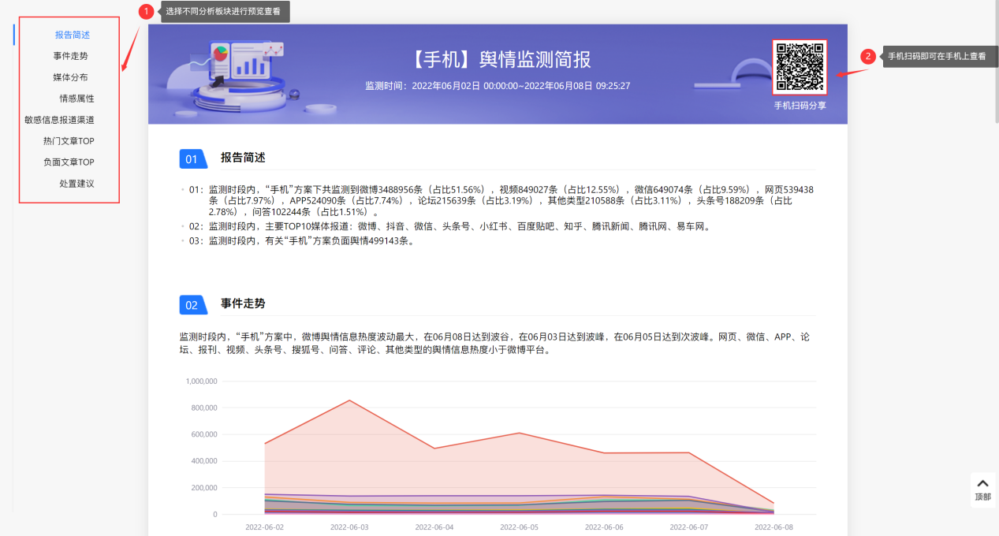 1 选择不同分析板块进行预览查看
报告简述
事件走势
媒体分布
情感属性
敏感信息报道渠道
热门文章TOP
负面文章TOP
处置建议
【手机】舆情监测简报
监测时间：2022年06月02日 00:00:00~2022年06月08日 09:25:27
手机扫码分享
2 手机扫码即可在手机上查看
01 报告简述
01：监测时段内，“手机”方案下共监测到微博3488956条（占比51.56%），视频849027条（占比12.55%），微信649074条（占比9.59%），网页539438
条（占比7.97%），APP524090条（占比7.74%），论坛215639条（占比3.19%），其他类型210588条（占比3.11%），头条号188209条（占比
2.78%），问答102244条（占比1.51%）。
02：监测时段内，主要TOP10媒体报道：微博、抖音、微信、头条号、小红书、百度贴吧、知乎、腾讯新闻、腾讯网、易车网。
03：监测时段内，有关“手机”方案负面舆情499143条。
02 事件走势
监测时段内，“手机”方案中，微博舆情信息热度波动最大，在06月08日达到波谷，在06月03日达到波峰，在06月05日达到次波峰。网页、微信、APP、论
坛、报刊、视频、头条号、搜狐号、问答、评论、其他类型的舆情信息热度小于微博平台。
1,000,000
800,000
600,000
400,000
200,000
0
2022-06-02 2022-06-03 2022-06-04 2022-06-05 2022-06-06 2022-06-07 2022-06-08
顶部